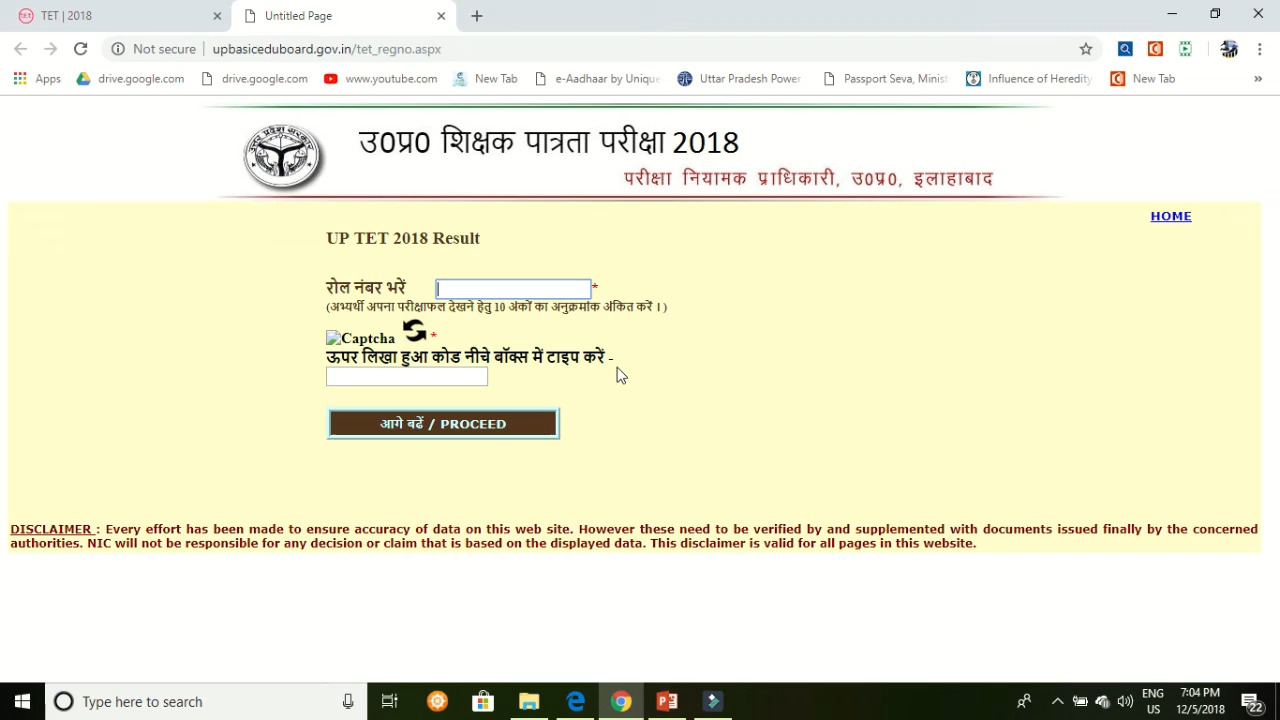 TET | 2018
Untitled Page
Not secure
upbasiceduboard.gov.in/tet_regno.aspx
Apps
drive.google.com
drive.google.com
www.youtube.com
New Tab
e-Aadhaar by Unique
Uttar Pradesh Power
Passport Seva, Minist
Influence of Heredity
New Tab
»
उ0प्र0 शिक्षक पात्रता परीक्षा 2018
परीक्षा नियामक प्राधिकारी, उ0प्र0, इलाहाबाद
HOME
UP TET 2018 Result
रोल नंबर भरें *
(अभ्यर्थी अपना परीक्षाफल देखने हेतु 10 अंकों का अनुक्रमांक अंकित करें । )
Captcha *
ऊपर लिखा हुआ कोड नीचे बॉक्स में टाइप करें -
आगे बढें / PROCEED
DISCLAIMER : Every effort has been made to ensure accuracy of data on this web site. However these need to be verified by and supplemented with documents issued finally by the concerned
authorities. NIC will not be responsible for any decision or claim that is based on the displayed data. This disclaimer is valid for all pages in this website.
Type here to search
ENG
US
7:04 PM
12/5/2018
22